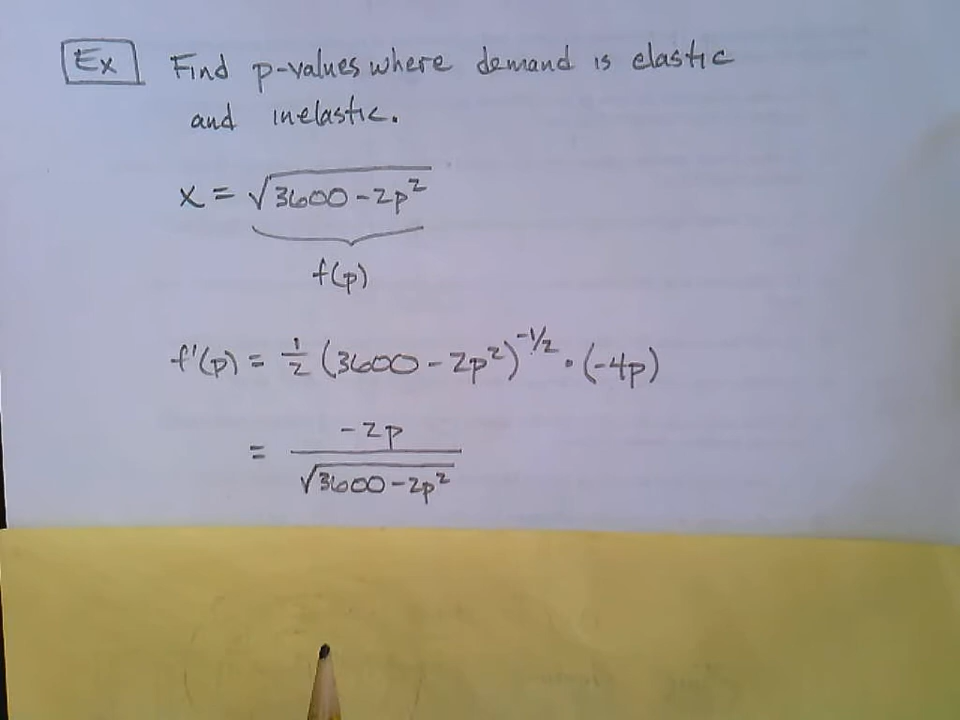 Ex Find p-values where demand is elastic
and inelastic.
x = √(3600 - 2p²)
f(p)
f'(p) = 1/2 (3600 - 2p²)^(-1/2) · (-4p)
= -2p / √(3600 - 2p²)